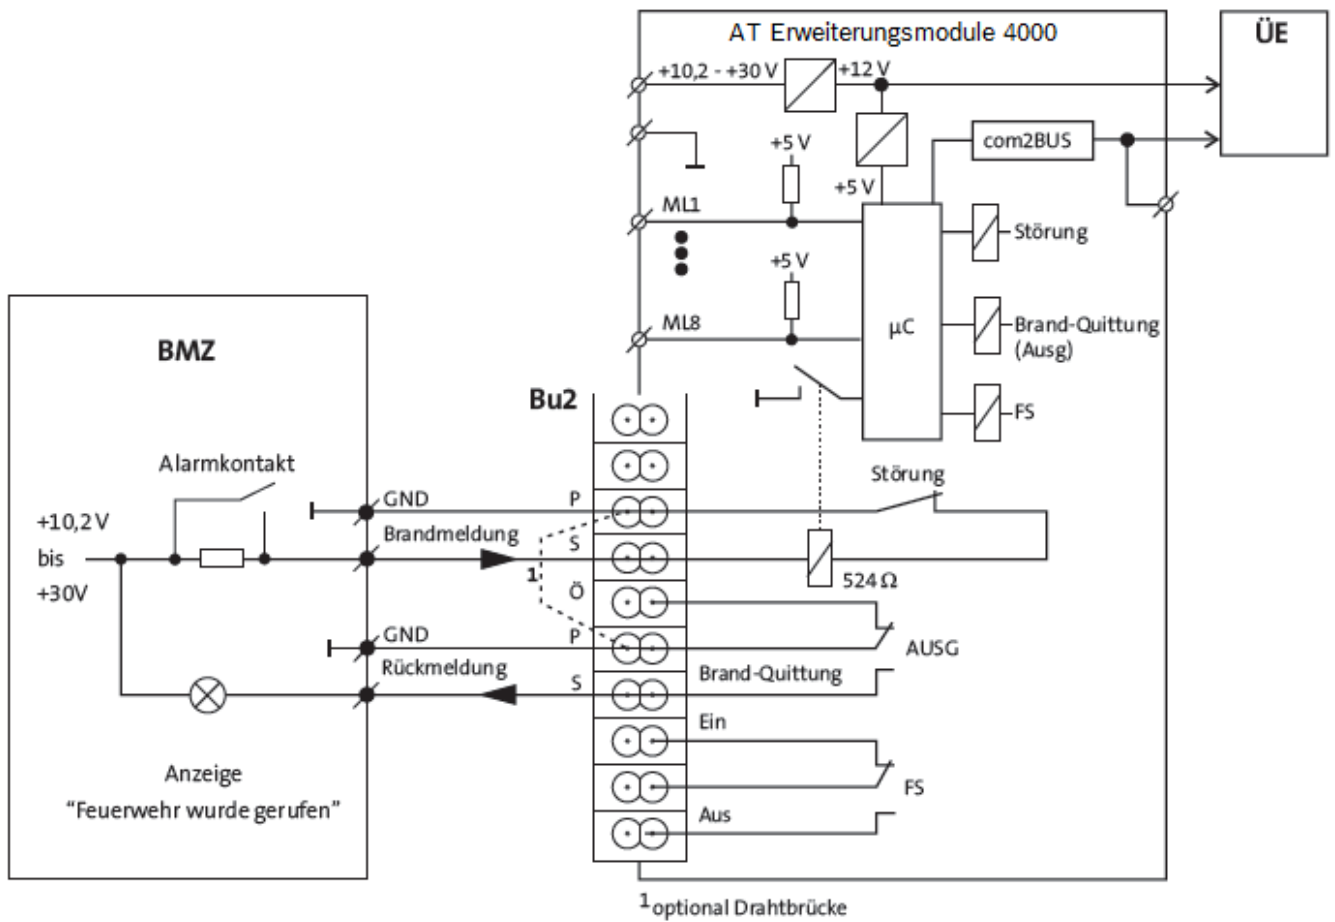 AT Erweiterungsmodule 4000
ÜE
+10,2 - +30 V
+12 V
+5 V
com2BUS
+5 V
ML1
Störung
+5 V
ML8
µC
Brand-Quittung
(Ausg)
FS
BMZ
Bu2
Alarmkontakt
Störung
GND
P
+10,2 V
bis
+30V
Brandmeldung
S
1
Ö
524 Ω
GND
P
AUSG
Rückmeldung
S
Brand-Quittung
Ein
FS
Aus
Anzeige
“Feuerwehr wurde gerufen”
1 optional Drahtbrücke